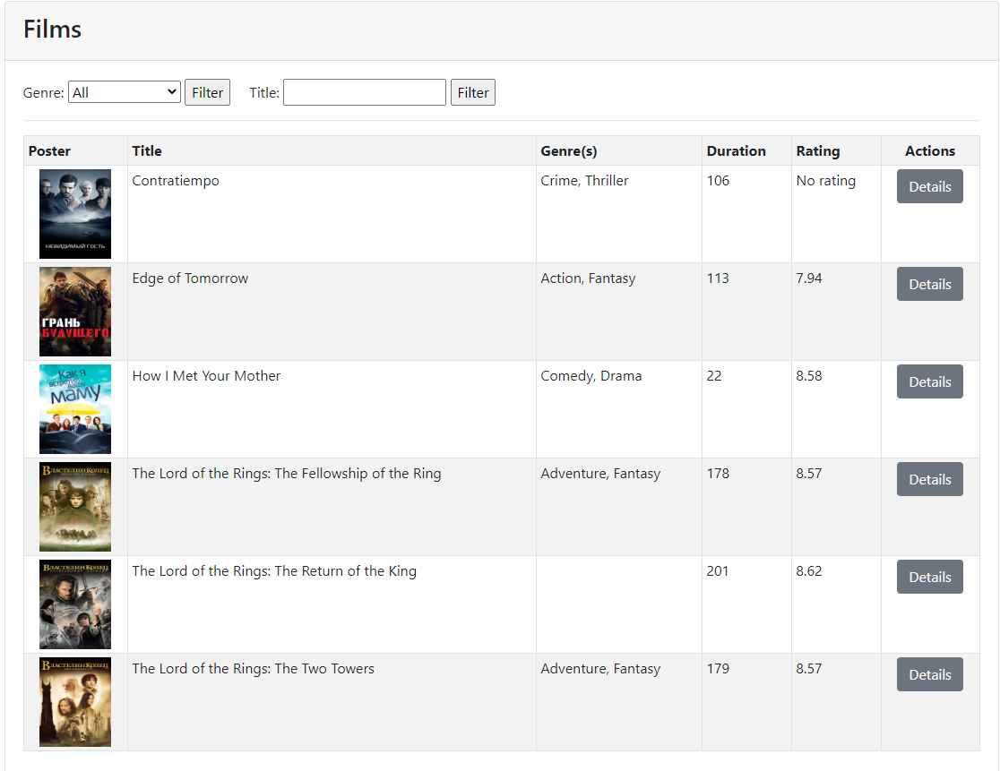 Films
Genre: All Filter Title: Filter
Poster Title Genre(s) Duration Rating Actions
Contratiempo Crime, Thriller 106 No rating Details
НЕВИДИМЫЙ ГОСТЬ
Edge of Tomorrow Action, Fantasy 113 7.94 Details
ГРАНЬ
БУДУЩЕГО
How I Met Your Mother Comedy, Drama 22 8.58 Details
Как я
встретил вашу
маму
The Lord of the Rings: The Fellowship of the Ring Adventure, Fantasy 178 8.57 Details
ВЛАСТЕЛИН КОЛЕЦ
The Lord of the Rings: The Return of the King 201 8.62 Details
ВЛАСТЕЛИН КОЛЕЦ
The Lord of the Rings: The Two Towers Adventure, Fantasy 179 8.57 Details
ВЛАСТЕЛИН КОЛЕЦ